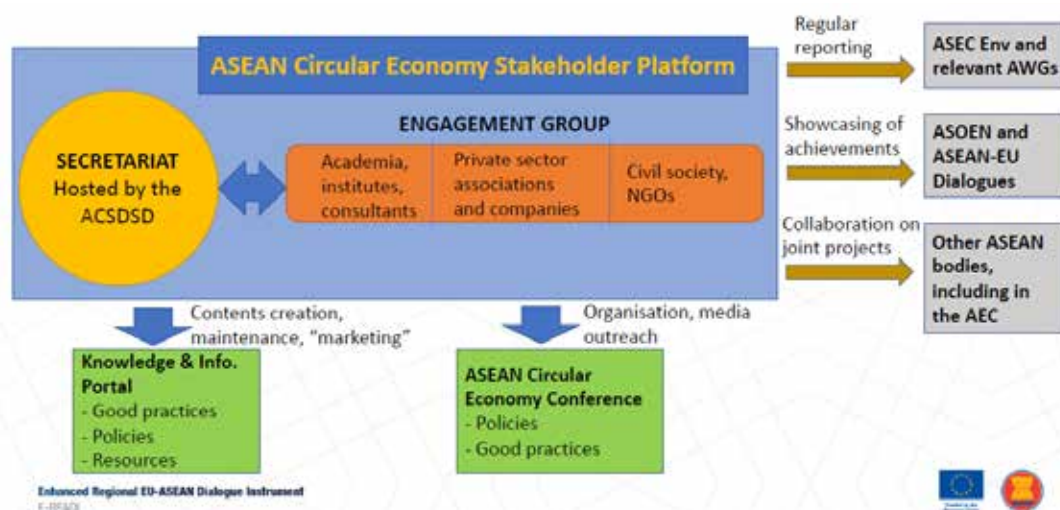 ASEAN Circular Economy Stakeholder Platform
ENGAGEMENT GROUP
SECRETARIAT
Hosted by the
ACSDSD
Academia,
institutes,
consultants
Private sector
associations
and companies
Civil society,
NGOs
Regular
reporting
ASEC Env and
relevant AWGs
Showcasing of
achievements
ASOEN and
ASEAN-EU
Dialogues
Collaboration on
joint projects
Other ASEAN
bodies,
including in
the AEC
Contents creation,
maintenance, "marketing"
Knowledge & Info.
Portal
- Good practices
- Policies
- Resources
Organisation, media
outreach
ASEAN Circular
Economy Conference
- Policies
- Good practices
Enhanced Regional EU-ASEAN Dialogue Instrument